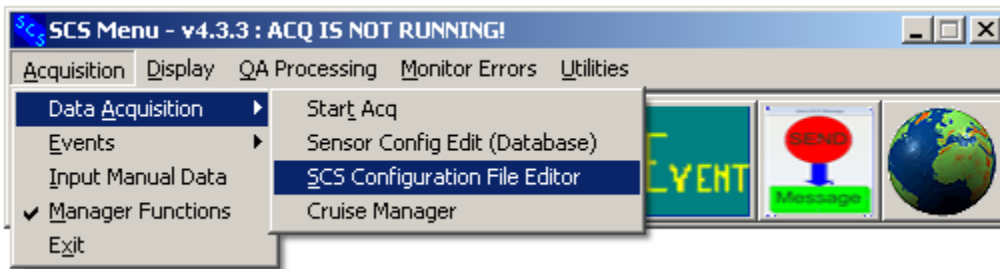 SCS
SCS Menu - v4.3.3 : ACQ IS NOT RUNNING!
Acquisition Display QA Processing Monitor Errors Utilities
Data Acquisition
Events
Input Manual Data
Manager Functions
Exit
Start Acq
Sensor Config Edit (Database)
SCS Configuration File Editor
Cruise Manager
EVENT
SEND
Message